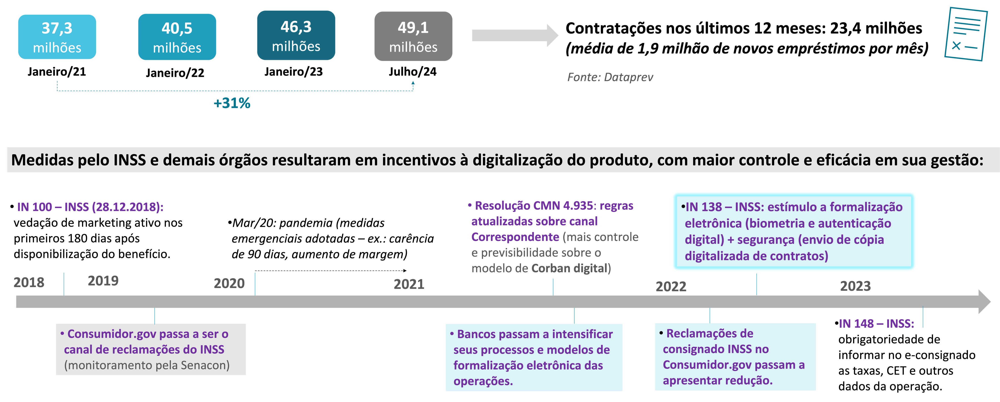 37,3
milhões
Janeiro/21
40,5
milhões
Janeiro/22
46,3
milhões
Janeiro/23
49,1
milhões
Julho/24
+31%
Contratações nos últimos 12 meses: 23,4 milhões
(média de 1,9 milhão de novos empréstimos por mês)
Fonte: Dataprev
Medidas pelo INSS e demais órgãos resultaram em incentivos à digitalização do produto, com maior controle e eficácia em sua gestão:
• IN 100 – INSS (28.12.2018):
vedação de marketing ativo nos
primeiros 180 dias após
disponibilização do benefício.
•Mar/20: pandemia (medidas
emergenciais adotadas – ex.: carência
de 90 dias, aumento de margem)
• Resolução CMN 4.935: regras
atualizadas sobre canal
Correspondente (mais controle
e previsibilidade sobre o
modelo de Corban digital)
•IN 138 – INSS: estímulo a formalização
eletrônica (biometria e autenticação
digital) + segurança (envio de cópia
digitalizada de contratos)
2018
2019
2020
2021
2022
2023
• Consumidor.gov passa a ser o
canal de reclamações do INSS
(monitoramento pela Senacon)
• Bancos passam a intensificar
seus processos e modelos de
formalização eletrônica das
operações.
• Reclamações de
consignado INSS no
Consumidor.gov passam a
apresentar redução.
•IN 148 – INSS:
obrigatoriedade de
informar no e-consignado
as taxas, CET e outros
dados da operação.